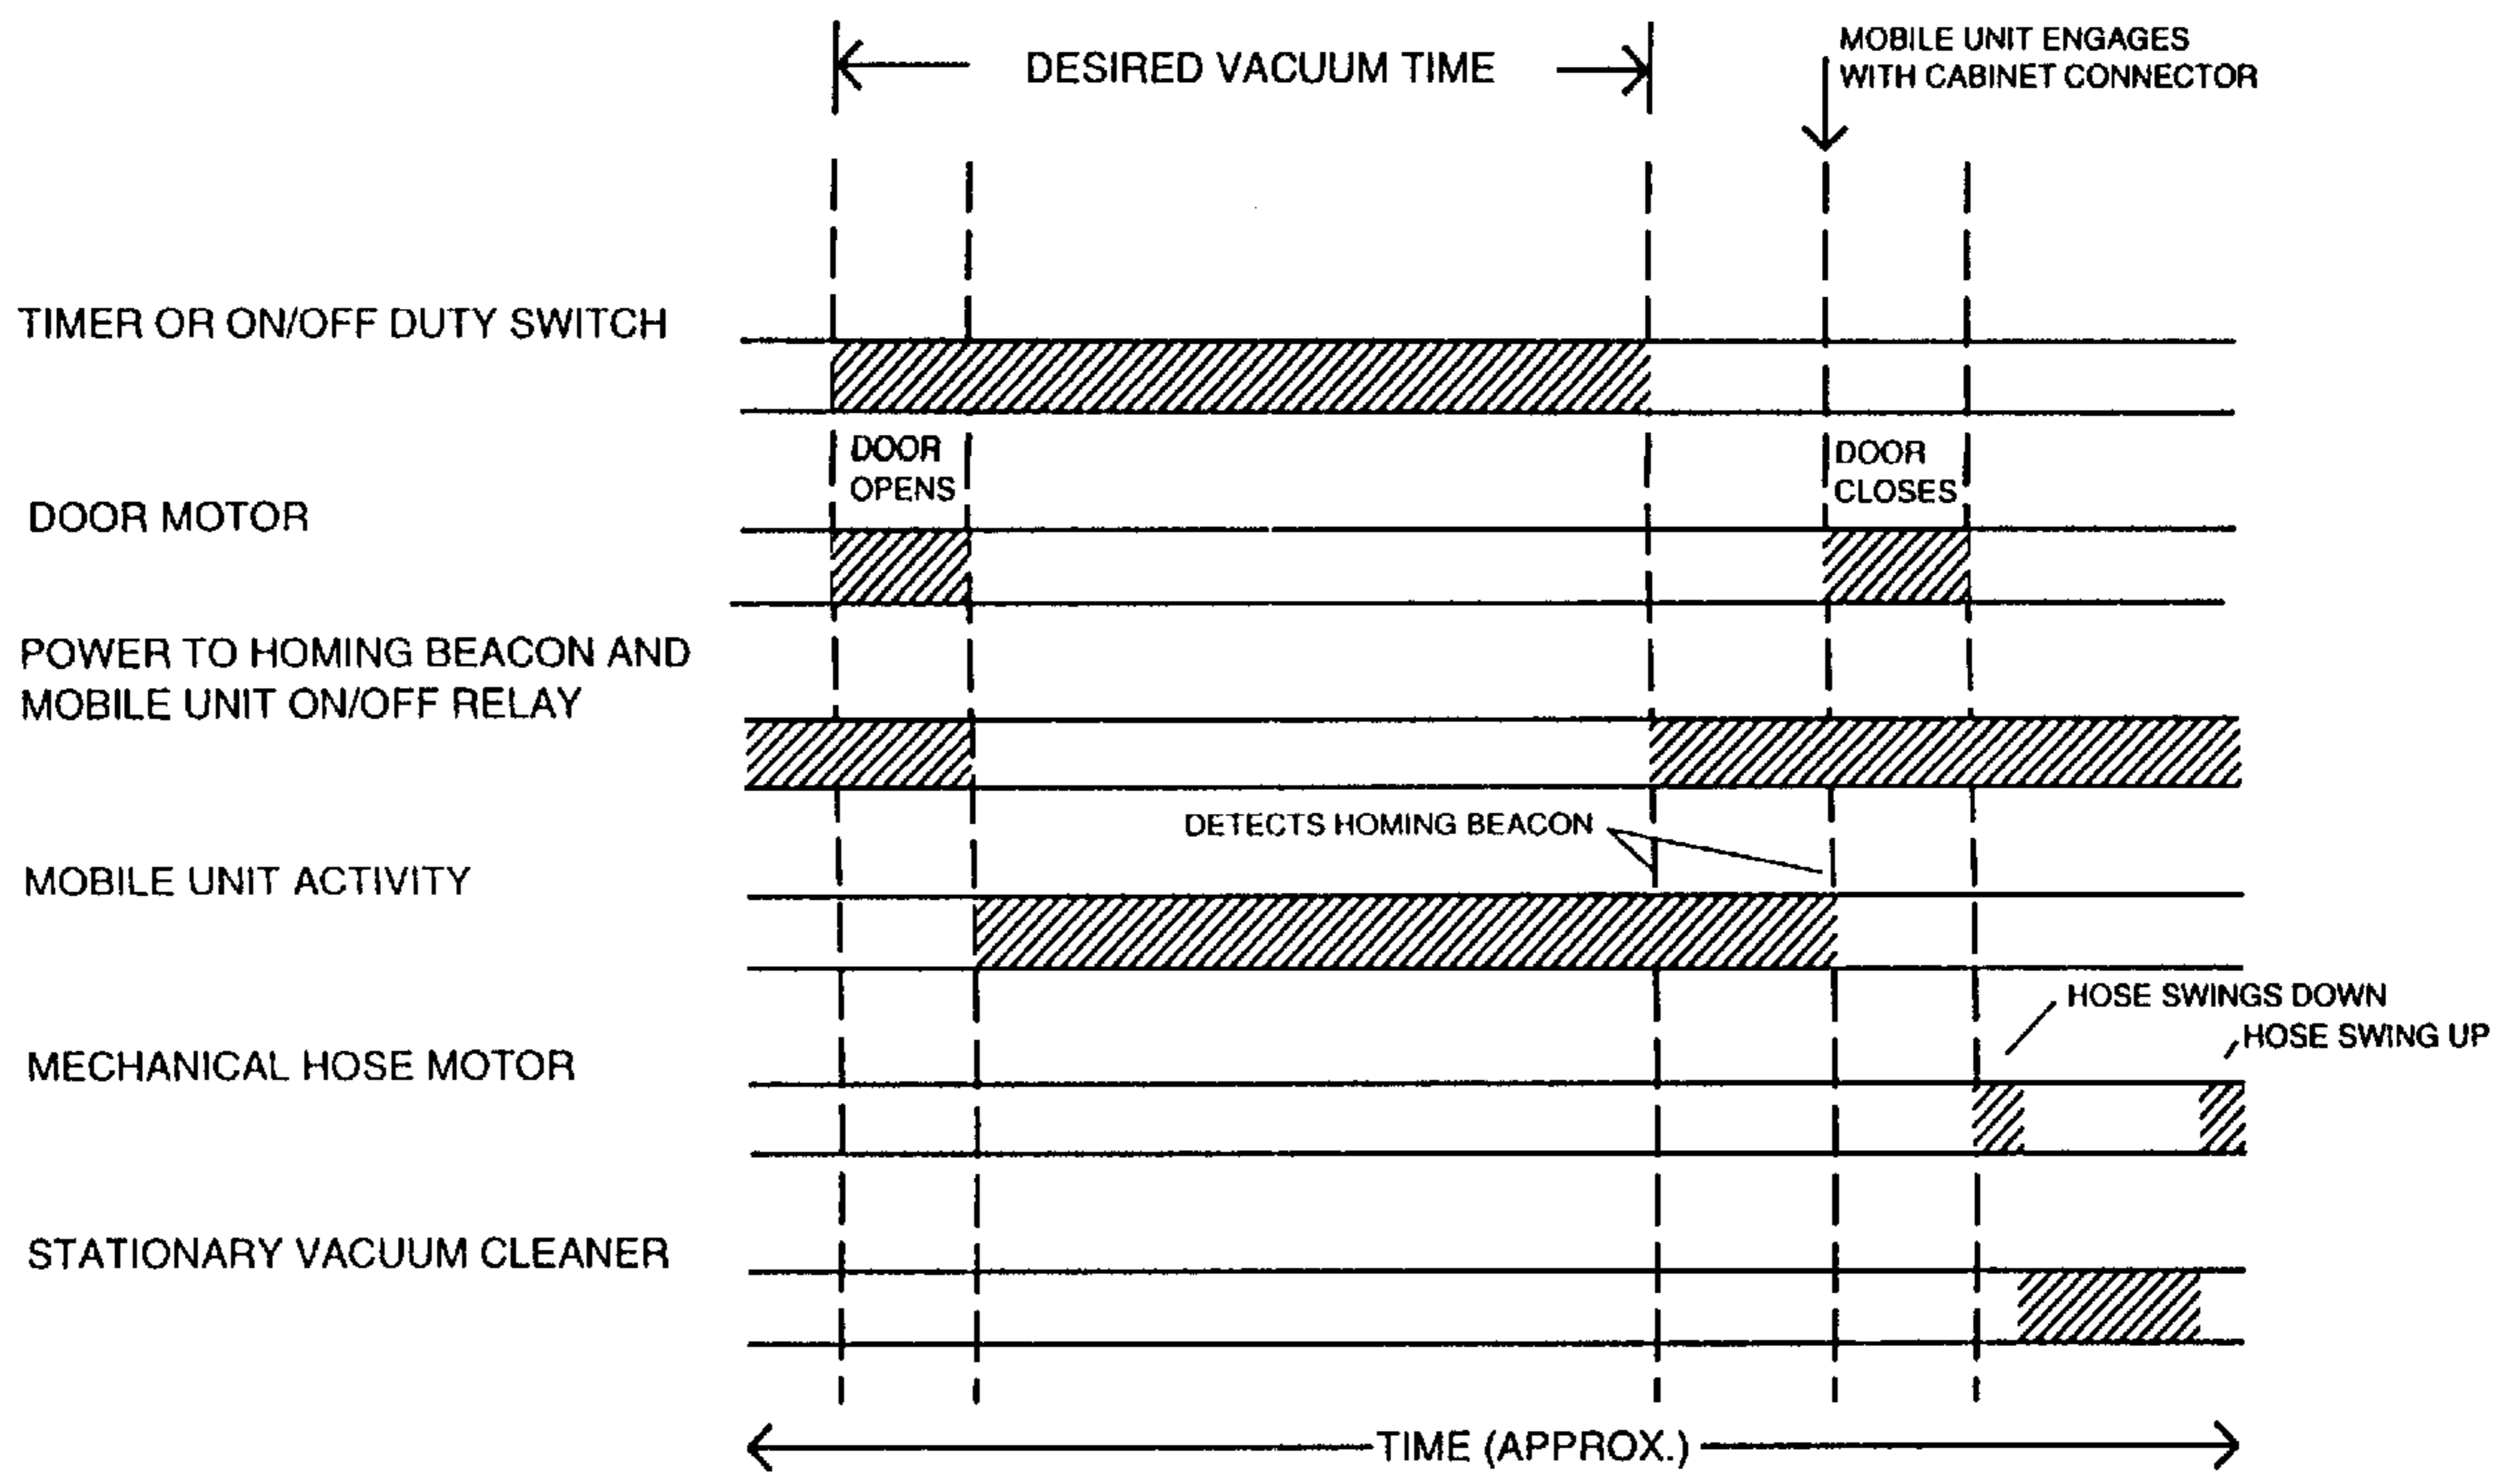 DESIRED VACUUM TIME
MOBILE UNIT ENGAGES
WITH CABINET CONNECTOR
TIMER OR ON/OFF DUTY SWITCH
DOOR
OPENS
DOOR
CLOSES
DOOR MOTOR
POWER TO HOMING BEACON AND
MOBILE UNIT ON/OFF RELAY
DETECTS HOMING BEACON
MOBILE UNIT ACTIVITY
HOSE SWINGS DOWN
HOSE SWING UP
MECHANICAL HOSE MOTOR
STATIONARY VACUUM CLEANER
TIME (APPROX.)